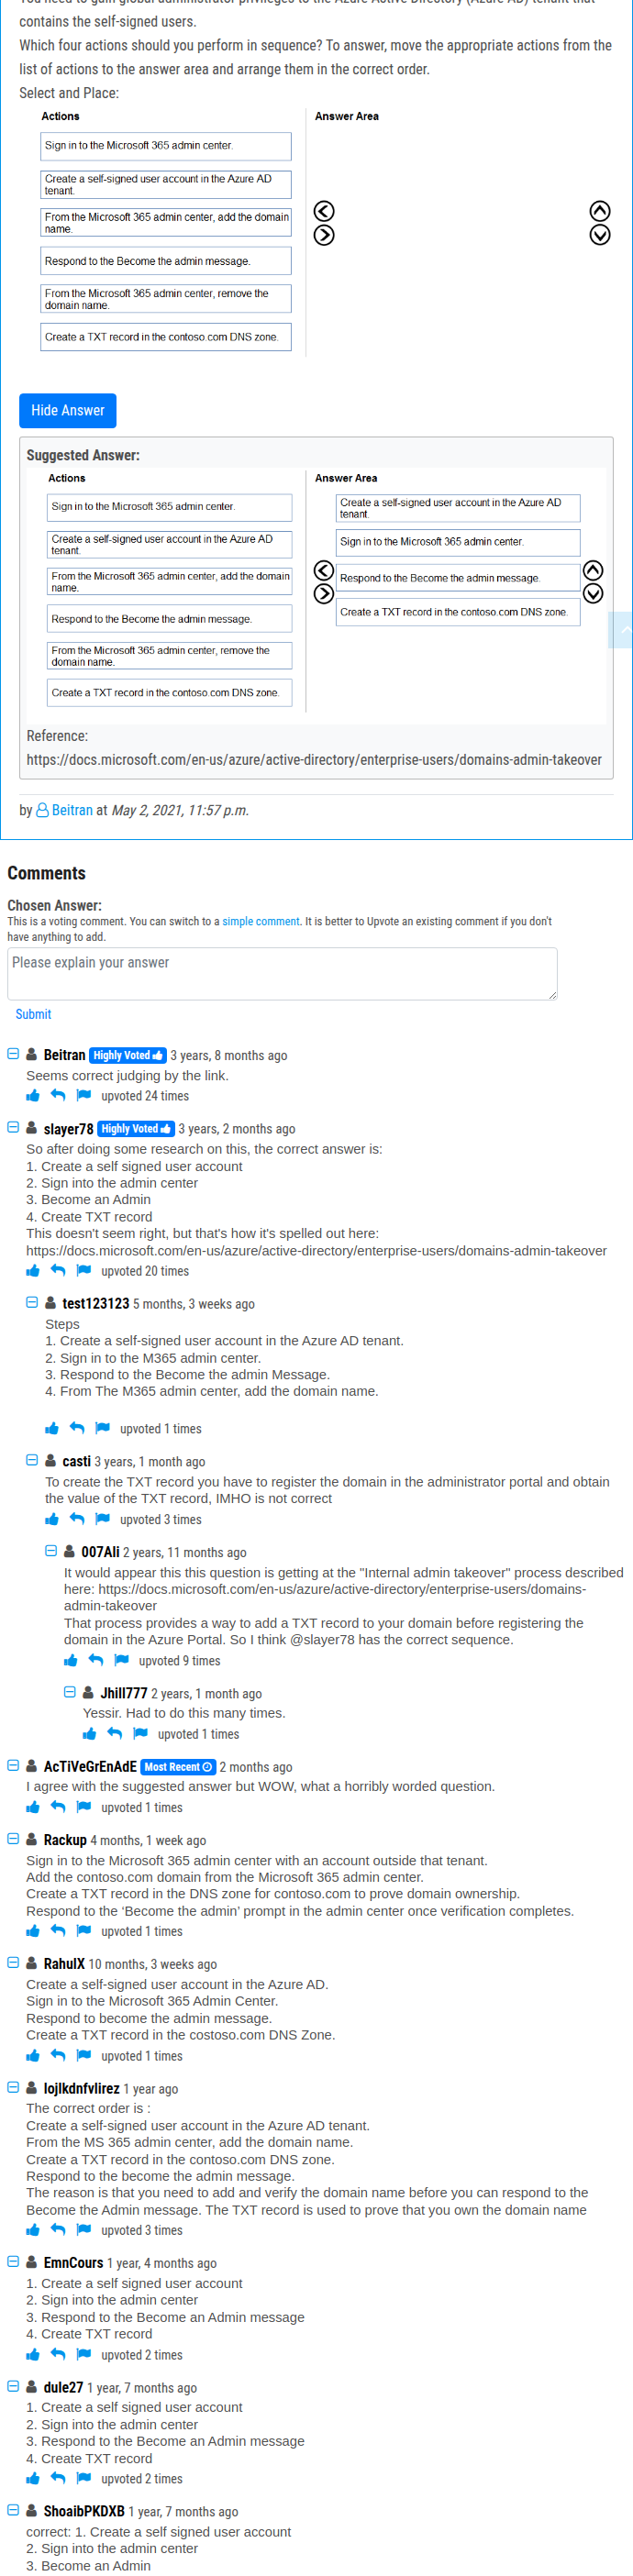 You need to gain global administrator privileges to the Azure Active Directory (Azure AD) tenant that
contains the self-signed users.
Which four actions should you perform in sequence? To answer, move the appropriate actions from the
list of actions to the answer area and arrange them in the correct order.
Select and Place:
Actions
Answer Area
Sign in to the Microsoft 365 admin center.
Create a self-signed user account in the Azure AD
tenant.
From the Microsoft 365 admin center, add the domain
name.
Respond to the Become the admin message.
From the Microsoft 365 admin center, remove the
domain name.
Create a TXT record in the contoso.com DNS zone.
Hide Answer
Suggested Answer:
Actions
Answer Area
Sign in to the Microsoft 365 admin center.
Create a self-signed user account in the Azure AD
tenant.
From the Microsoft 365 admin center, add the domain
name.
Respond to the Become the admin message.
From the Microsoft 365 admin center, remove the
domain name.
Create a TXT record in the contoso.com DNS zone.
Create a self-signed user account in the Azure AD
tenant.
Sign in to the Microsoft 365 admin center.
Respond to the Become the admin message.
Create a TXT record in the contoso.com DNS zone.
Reference:
https://docs.microsoft.com/en-us/azure/active-directory/enterprise-users/domains-admin-takeover
by Beitran at May 2, 2021, 11:57 p.m.
Comments
Chosen Answer:
This is a voting comment. You can switch to a simple comment. It is better to Upvote an existing comment if you don't
have anything to add.
Please explain your answer
Submit
Beitran Highly Voted 3 years, 8 months ago
Seems correct judging by the link.
upvoted 24 times
slayer78 Highly Voted 3 years, 2 months ago
So after doing some research on this, the correct answer is:
1. Create a self signed user account
2. Sign into the admin center
3. Become an Admin
4. Create TXT record
This doesn't seem right, but that's how it's spelled out here:
https://docs.microsoft.com/en-us/azure/active-directory/enterprise-users/domains-admin-takeover
upvoted 20 times
test123123 5 months, 3 weeks ago
Steps
1. Create a self-signed user account in the Azure AD tenant.
2. Sign in to the M365 admin center.
3. Respond to the Become the admin Message.
4. From The M365 admin center, add the domain name.
upvoted 1 times
casti 3 years, 1 month ago
To create the TXT record you have to register the domain in the administrator portal and obtain
the value of the TXT record, IMHO is not correct
upvoted 3 times
007Ali 2 years, 11 months ago
It would appear this this question is getting at the "Internal admin takeover" process described
here: https://docs.microsoft.com/en-us/azure/active-directory/enterprise-users/domains-
admin-takeover
That process provides a way to add a TXT record to your domain before registering the
domain in the Azure Portal. So I think @slayer78 has the correct sequence.
upvoted 9 times
Jhill777 2 years, 1 month ago
Yessir. Had to do this many times.
upvoted 1 times
AcTiVeGrEnAdE Most Recent 2 months ago
I agree with the suggested answer but WOW, what a horribly worded question.
upvoted 1 times
Rackup 4 months, 1 week ago
Sign in to the Microsoft 365 admin center with an account outside that tenant.
Add the contoso.com domain from the Microsoft 365 admin center.
Create a TXT record in the DNS zone for contoso.com to prove domain ownership.
Respond to the ‘Become the admin’ prompt in the admin center once verification completes.
upvoted 1 times
RahulX 10 months, 3 weeks ago
Create a self-signed user account in the Azure AD.
Sign in to the Microsoft 365 Admin Center.
Respond to become the admin message.
Create a TXT record in the costoso.com DNS Zone.
upvoted 1 times
lojlkdnfvlirez 1 year ago
The correct order is :
Create a self-signed user account in the Azure AD tenant.
From the MS 365 admin center, add the domain name.
Create a TXT record in the contoso.com DNS zone.
Respond to the become the admin message.
The reason is that you need to add and verify the domain name before you can respond to the
Become the Admin message. The TXT record is used to prove that you own the domain name
upvoted 3 times
EmnCours 1 year, 4 months ago
1. Create a self signed user account
2. Sign into the admin center
3. Respond to the Become an Admin message
4. Create TXT record
upvoted 2 times
dule27 1 year, 7 months ago
1. Create a self signed user account
2. Sign into the admin center
3. Respond to the Become an Admin message
4. Create TXT record
upvoted 2 times
ShoaibPKDXB 1 year, 7 months ago
correct: 1. Create a self signed user account
2. Sign into the admin center
3. Become an Admin